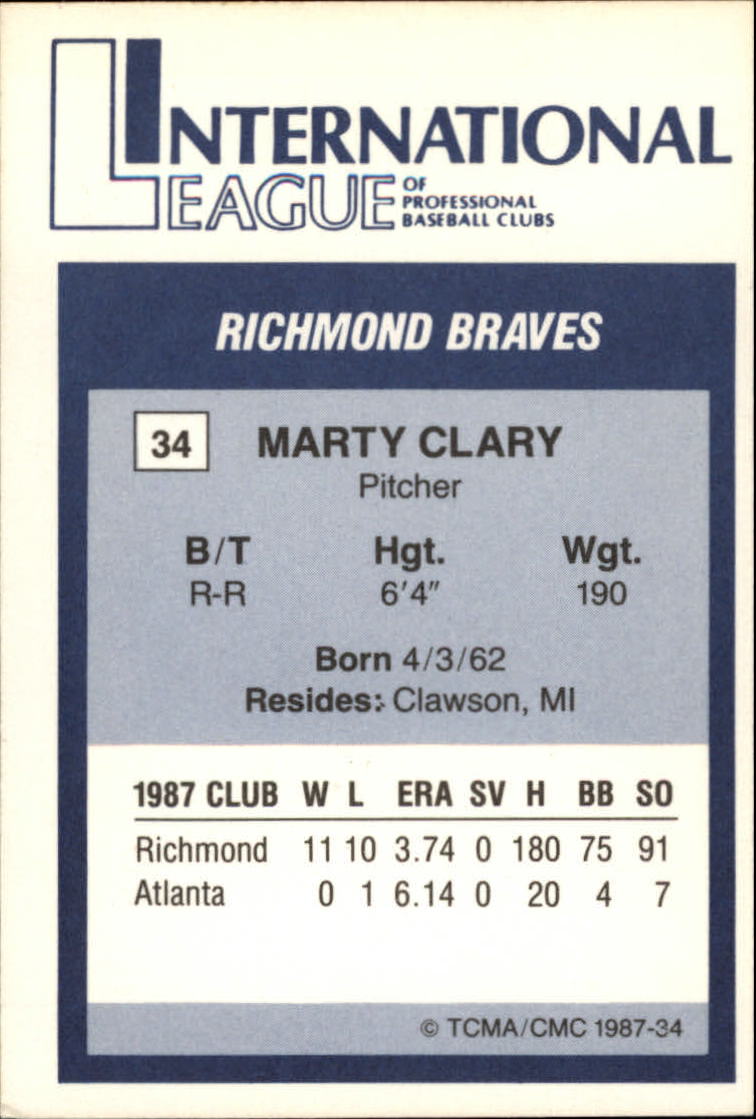 INTERNATIONAL
LEAGUE OF PROFESSIONAL BASEBALL CLUBS
RICHMOND BRAVES
34 MARTY CLARY
Pitcher
B/T Hgt. Wgt.
R-R 6'4" 190
Born 4/3/62
Resides: Clawson, MI
1987 CLUB W L ERA SV H BB SO
Richmond 11 10 3.74 0 180 75 91
Atlanta 0 1 6.14 0 20 4 7
© TCMA/CMC 1987-34